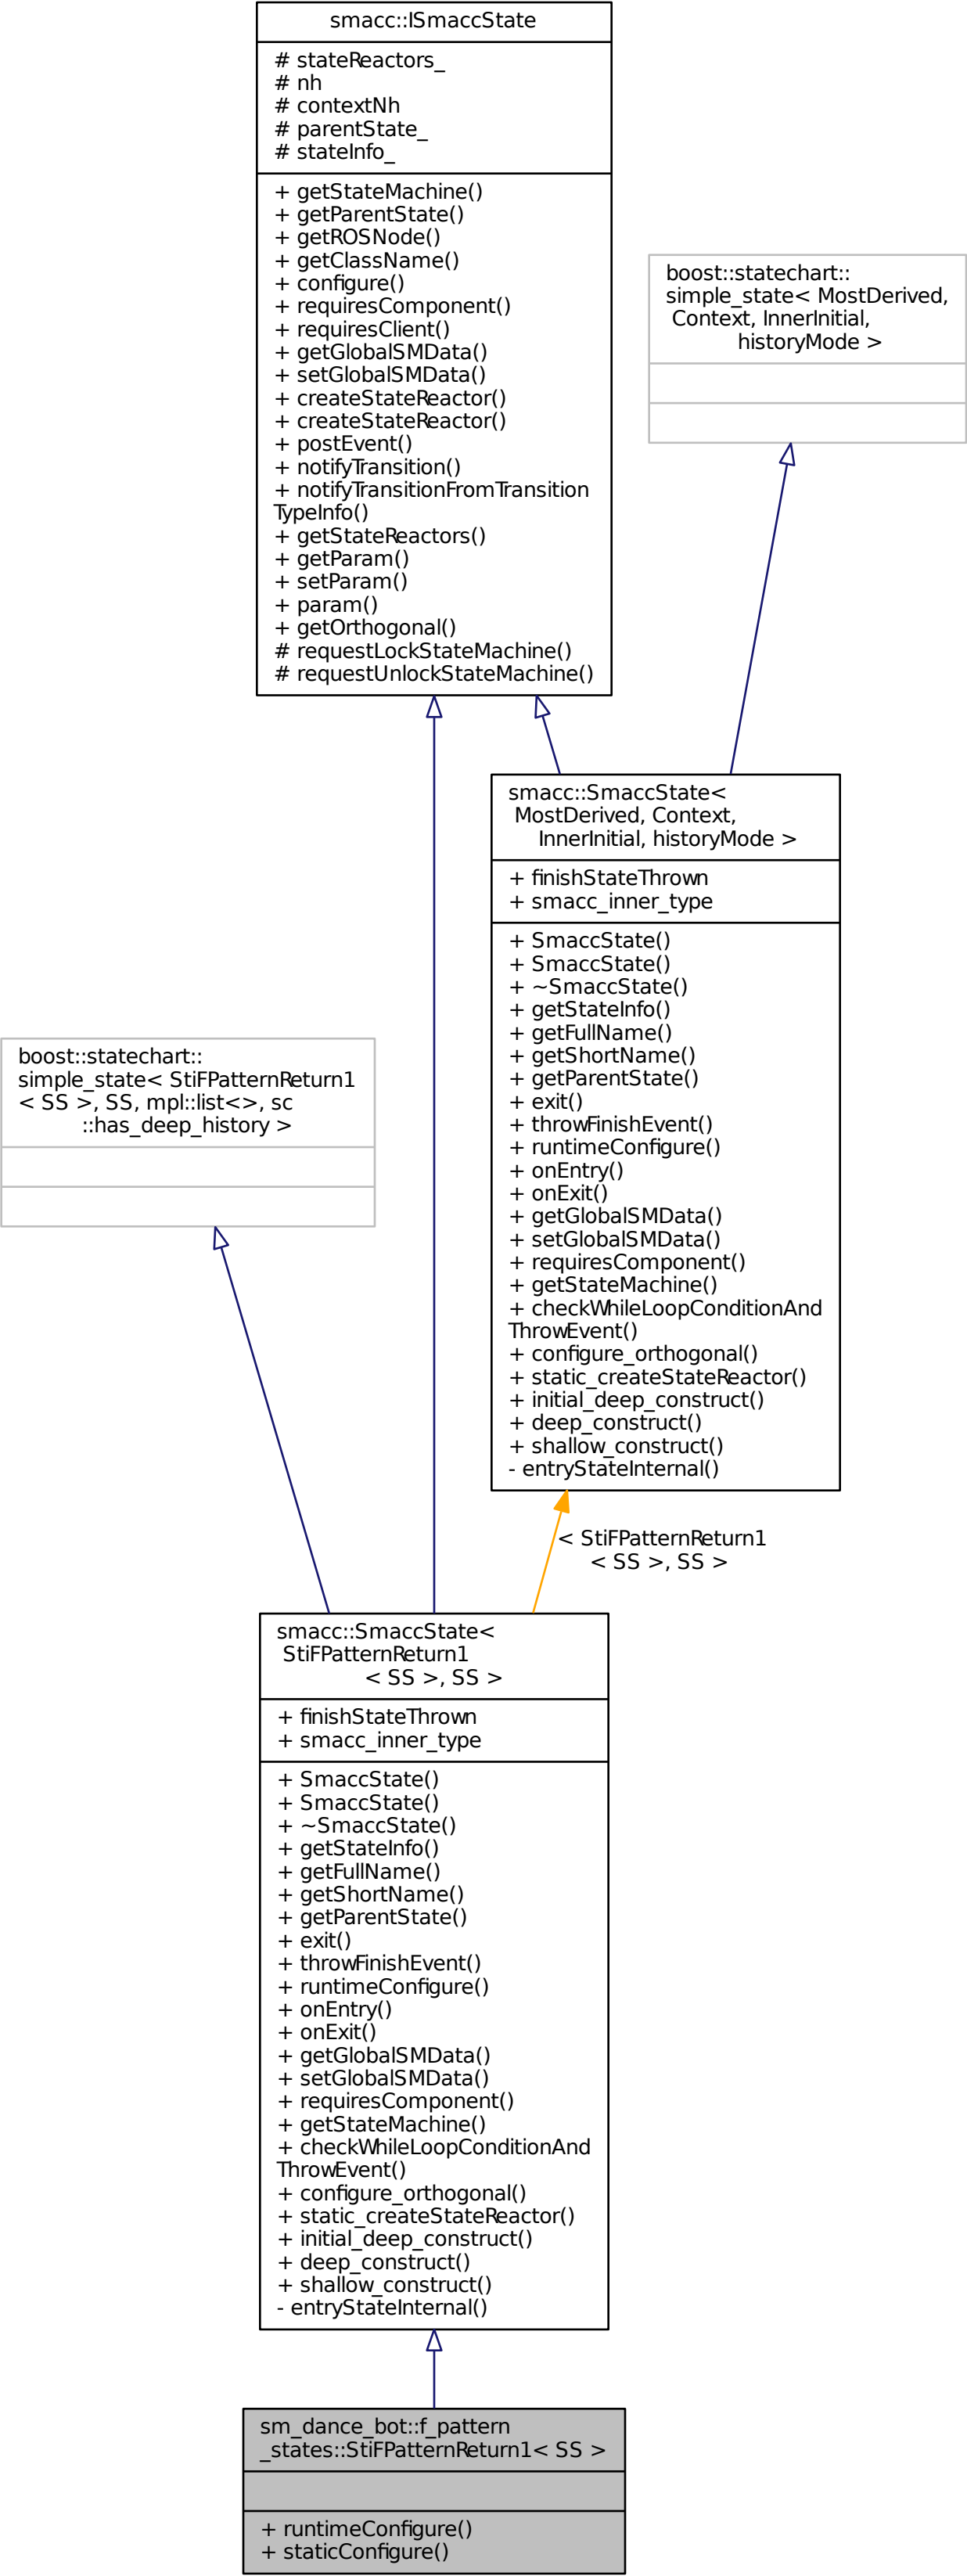 smacc::ISmaccState
# stateReactors_
# nh
# contextNh
# parentState_
# stateInfo_
+ getStateMachine()
+ getParentState()
+ getROSNode()
+ getClassName()
+ configure()
+ requiresComponent()
+ requiresClient()
+ getGlobalSMData()
+ setGlobalSMData()
+ createStateReactor()
+ createStateReactor()
+ postEvent()
+ notifyTransition()
+ notifyTransitionFromTransition
TypeInfo()
+ getStateReactors()
+ getParam()
+ setParam()
+ param()
+ getOrthogonal()
# requestLockStateMachine()
# requestUnlockStateMachine()
boost::statechart::
simple_state< MostDerived,
Context, InnerInitial,
historyMode >
smacc::SmaccState<
MostDerived, Context,
InnerInitial, historyMode >
+ finishStateThrown
+ smacc_inner_type
+ SmaccState()
+ SmaccState()
+ ~SmaccState()
+ getStateInfo()
+ getFullName()
+ getShortName()
+ getParentState()
+ exit()
+ throwFinishEvent()
+ runtimeConfigure()
+ onEntry()
+ onExit()
+ getGlobalSMData()
+ setGlobalSMData()
+ requiresComponent()
+ getStateMachine()
+ checkWhileLoopConditionAnd
ThrowEvent()
+ configure_orthogonal()
+ static_createStateReactor()
+ initial_deep_construct()
+ deep_construct()
+ shallow_construct()
- entryStateInternal()
boost::statechart::
simple_state< StiFPatternReturn1
< SS >, SS, mpl::list<>, sc
::has_deep_history >
< StiFPatternReturn1
< SS >, SS >
smacc::SmaccState<
StiFPatternReturn1
< SS >, SS >
+ finishStateThrown
+ smacc_inner_type
+ SmaccState()
+ SmaccState()
+ ~SmaccState()
+ getStateInfo()
+ getFullName()
+ getShortName()
+ getParentState()
+ exit()
+ throwFinishEvent()
+ runtimeConfigure()
+ onEntry()
+ onExit()
+ getGlobalSMData()
+ setGlobalSMData()
+ requiresComponent()
+ getStateMachine()
+ checkWhileLoopConditionAnd
ThrowEvent()
+ configure_orthogonal()
+ static_createStateReactor()
+ initial_deep_construct()
+ deep_construct()
+ shallow_construct()
- entryStateInternal()
sm_dance_bot::f_pattern
_states::StiFPatternReturn1< SS >
+ runtimeConfigure()
+ staticConfigure()